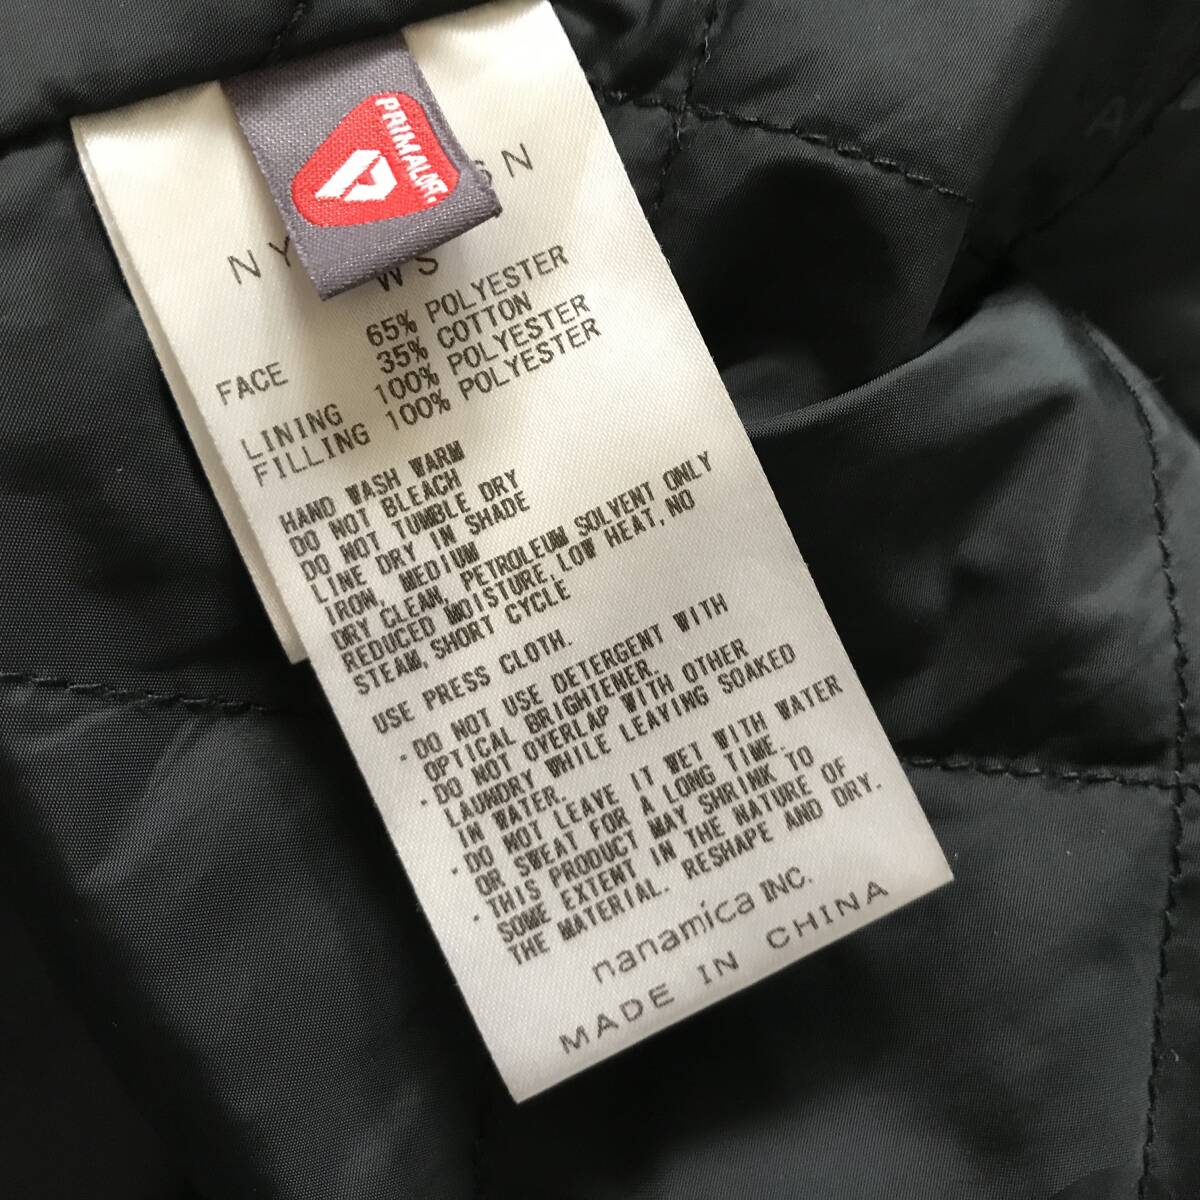 PRIMALOFT.
SN
NY
WS
FACE 65% POLYESTER
35% COTTON
LINING 100% POLYESTER
FILLING 100% POLYESTER
HAND WASH WARM
DO NOT BLEACH
DO NOT TUMBLE DRY
LINE DRY IN SHADE
IRON, MEDIUM
DRY CLEAN, PETROLEUM SOLVENT ONLY
REDUCED MOISTURE, LOW HEAT, NO
STEAM, SHORT CYCLE
USE PRESS CLOTH.
・DO NOT USE DETERGENT WITH
OPTICAL BRIGHTENER.
・DO NOT OVERLAP WITH OTHER
LAUNDRY WHILE LEAVING SOAKED
IN WATER.
・DO NOT LEAVE IT WET WITH WATER
OR SWEAT FOR A LONG TIME.
・THIS PRODUCT MAY SHRINK TO
SOME EXTENT IN THE NATURE OF
THE MATERIAL. RESHAPE AND DRY.
nanamica INC.
MADE IN CHINA